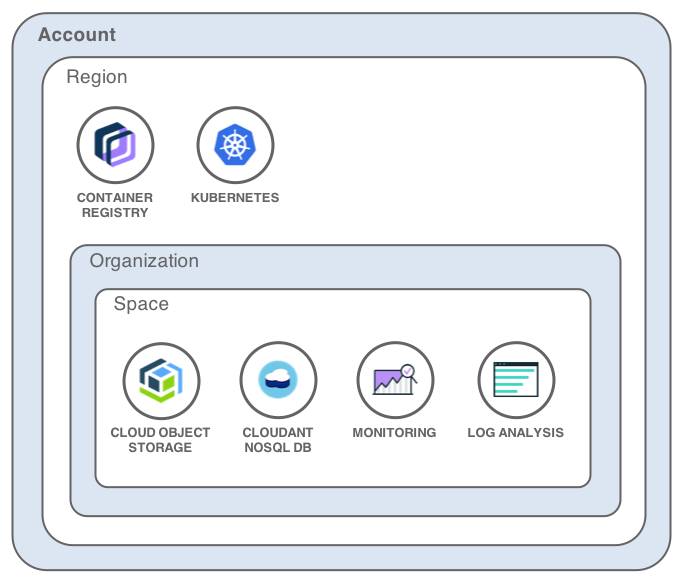 Account
Region
CONTAINER
REGISTRY
KUBERNETES
Organization
Space
CLOUD OBJECT
STORAGE
CLOUDANT
NOSQL DB
MONITORING
LOG ANALYSIS